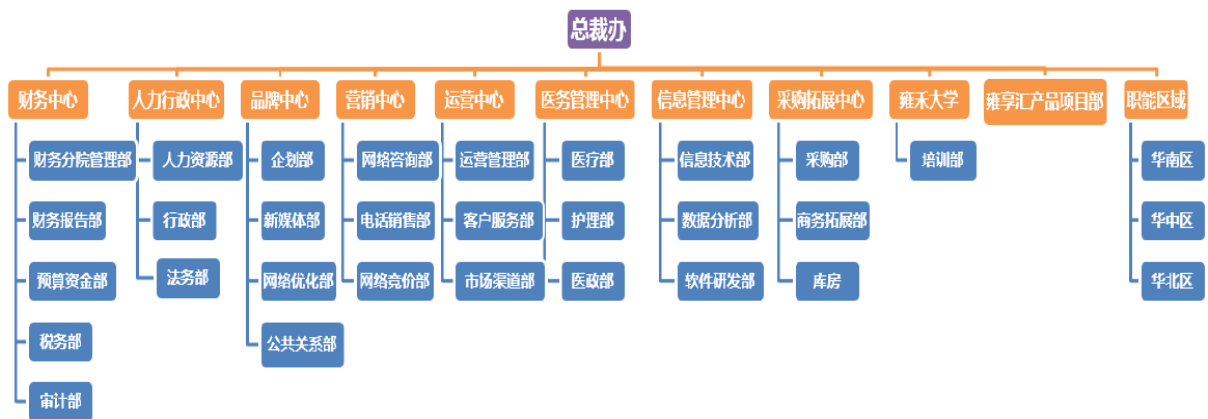 总裁办
财务中心
人力行政中心
品牌中心
营销中心
运营中心
医务管理中心
信息管理中心
采购拓展中心
雍禾大学
雍享汇产品项目部
职能区域
财务分院管理部
人力资源部
企划部
网络咨询部
运营管理部
医疗部
信息技术部
采购部
培训部
华南区
财务报告部
行政部
新媒体部
电话销售部
客户服务部
护理部
数据分析部
商务拓展部
华中区
预算资金部
法务部
网络优化部
网络竞价部
市场渠道部
医政部
软件研发部
库房
华北区
税务部
公共关系部
审计部